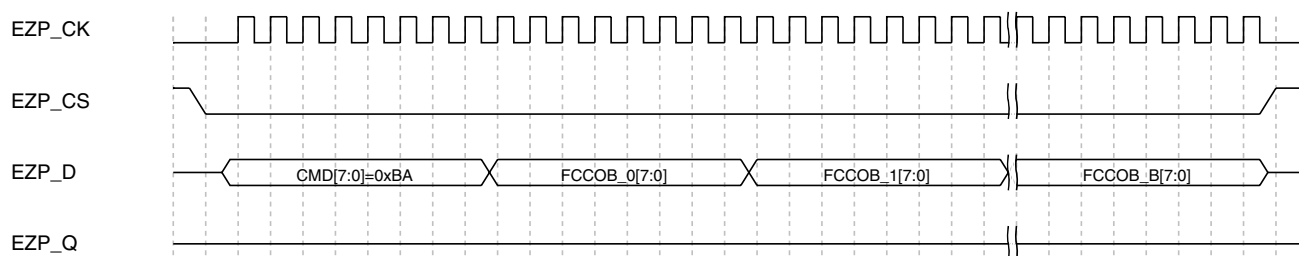 EZP_CK
EZP_CS
EZP_D CMD[7:0]=0xBA FCCOB_0[7:0] FCCOB_1[7:0] FCCOB_B[7:0]
EZP_Q